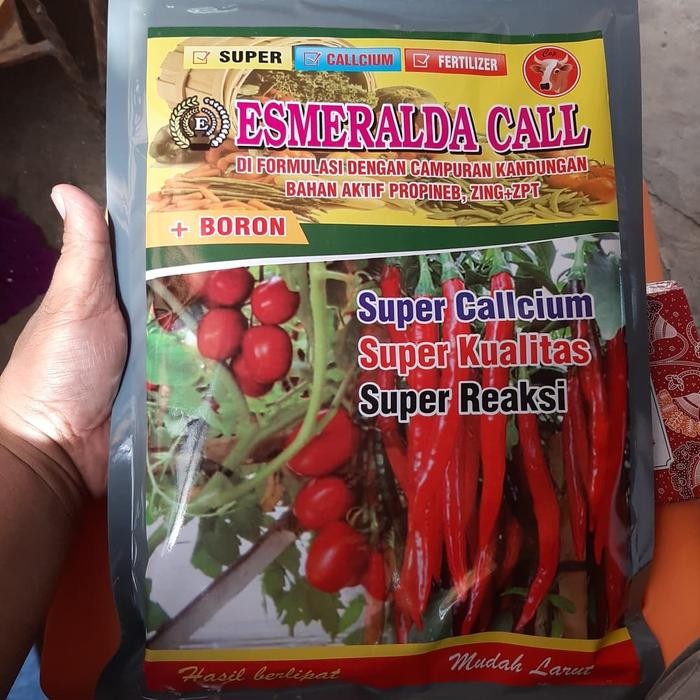 SUPER
CALLCIUM
FERTILIZER
Cap
E
ESMERALDA CALL
DI FORMULASI DENGAN CAMPURAN KANDUNGAN
BAHAN AKTIF PROPINEB, ZING+ZPT
+ BORON
Super Callcium
Super Kualitas
Super Reaksi
Hasil berlipat
Mudah Larut